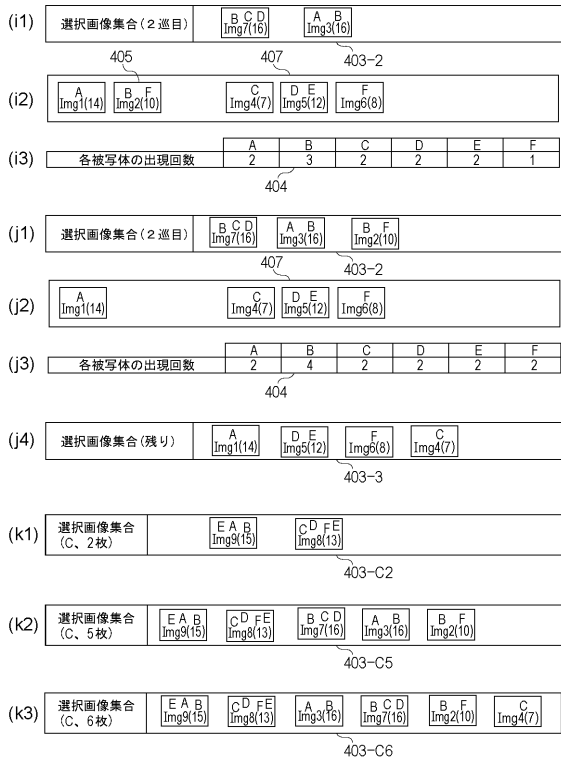 (i1) 選択画像集合(2巡目) B C D A B
Img7(16) Img3(16)
403-2
405 407
(i2) A B F C D E F
Img1(14) Img2(10) Img4(7) Img5(12) Img6(8)
A B C D E F
(i3) 各被写体の出現回数 2 3 2 2 2 1
404
(j1) 選択画像集合(2巡目) B C D A B B F
Img7(16) Img3(16) Img2(10)
407 403-2
(j2) A C D E F
Img1(14) Img4(7) Img5(12) Img6(8)
A B C D E F
(j3) 各被写体の出現回数 2 4 2 2 2 2
404
(j4) 選択画像集合(残り) A D E F C
Img1(14) Img5(12) Img6(8) Img4(7)
403-3
(k1) 選択画像集合 E A B C D F E
(C、2枚) Img9(15) Img8(13)
403-C2
(k2) 選択画像集合 E A B C D F E B C D A B B F
(C、5枚) Img9(15) Img8(13) Img7(16) Img3(16) Img2(10)
403-C5
(k3) 選択画像集合 E A B C D F E A B B C D B F C
(C、6枚) Img9(15) Img8(13) Img3(16) Img7(16) Img2(10) Img4(7)
403-C6